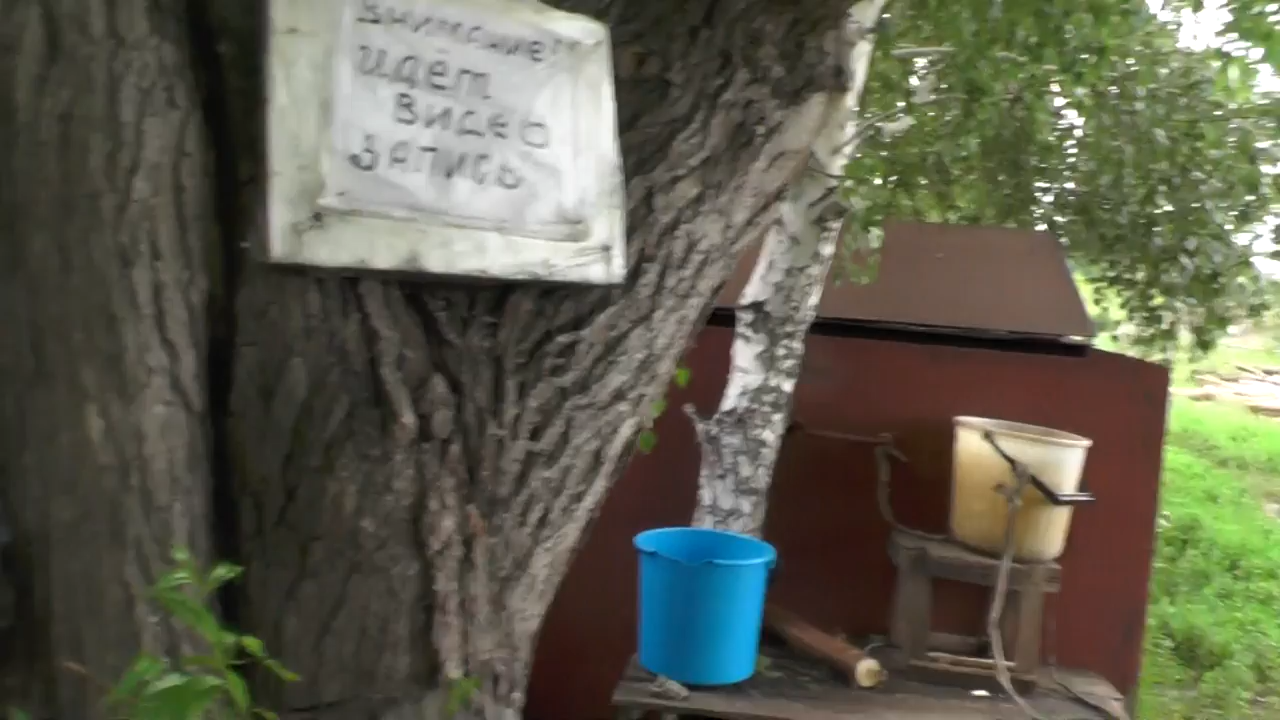 Внимание!
идёт
видео
запись